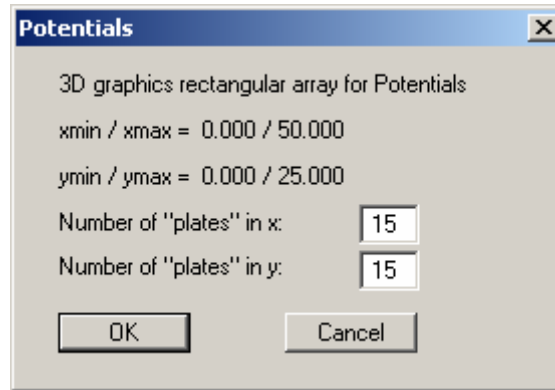 Potentials
3D graphics rectangular array for Potentials
xmin / xmax = 0.000 / 50.000
ymin / ymax = 0.000 / 25.000
Number of "plates" in x: 15
Number of "plates" in y: 15
OK Cancel